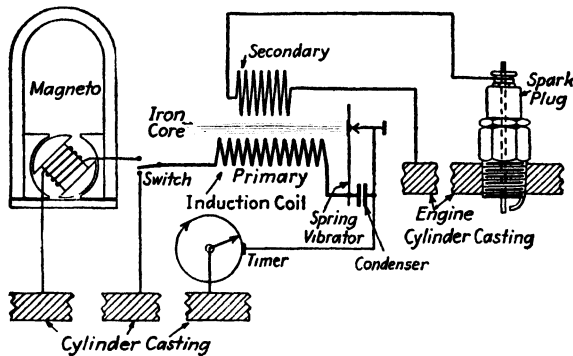 Magneto
Secondary
Spark
Plug
Iron
Core
Switch
Primary
Induction Coil
Spring
Vibrator
Condenser
Engine
Cylinder Casting
Timer
Cylinder Casting